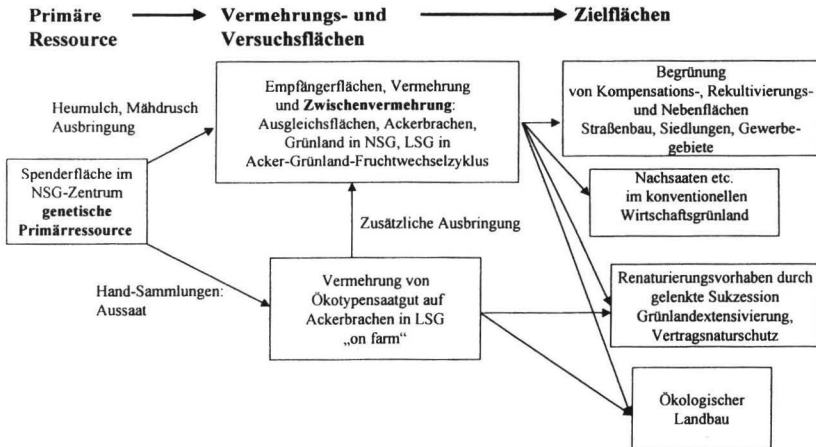 Primäre
Ressource
Vermehrungs- und
Versuchsflächen
Zielflächen
Heumulch, Mähdrusch
Ausbringung
Spenderfläche im
NSG-Zentrum
genetische
Primärressource
Hand-Sammlungen:
Aussaat
Empfängerflächen, Vermehrung
und Zwischenvermehrung:
Ausgleichsflächen, Ackerbrachen,
Grünland in NSG, LSG in
Acker-Grünland-Fruchtwechselzyklus
Zusätzliche Ausbringung
Vermehrung von
Ökotypensaatgut auf
Ackerbrachen in LSG
„on farm“
Begrünung
von Kompensations-, Rekultivierungs-
und Nebenflächen
Straßenbau, Siedlungen, Gewerbe-
gebiete
Nachsaaten etc.
im konventionellen
Wirtschaftsgrünland
Renaturierungsvorhaben durch
gelenkte Sukzession
Grünlandextensivierung,
Vertragsnaturschutz
Ökologischer
Landbau